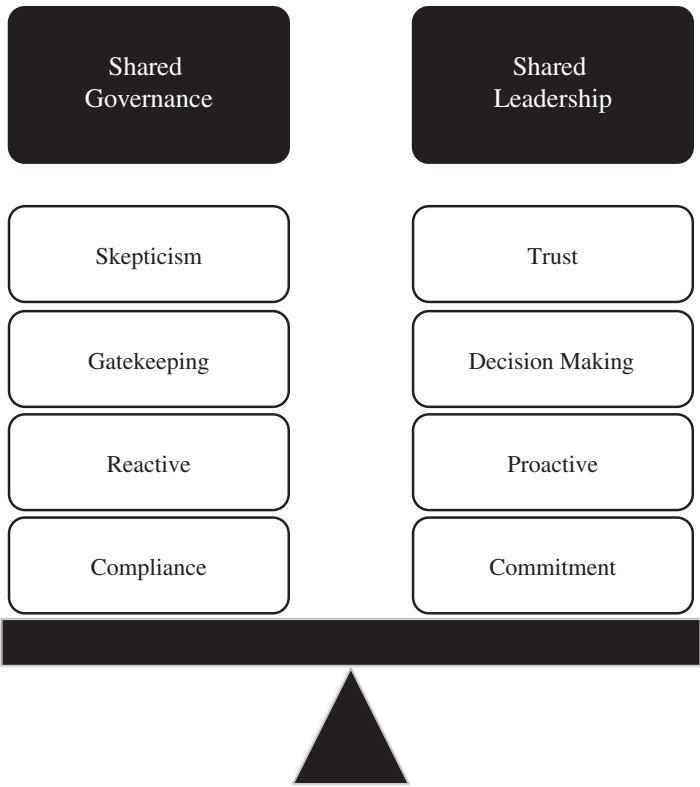 Shared
Governance
Shared
Leadership
Skepticism
Trust
Gatekeeping
Decision Making
Reactive
Proactive
Compliance
Commitment